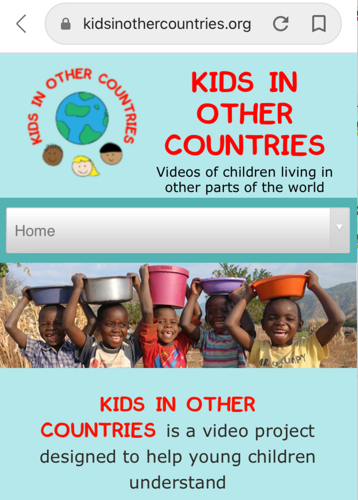 kidsinothercountries.org
KIDS IN OTHER COUNTRIES
KIDS IN
OTHER
COUNTRIES
Videos of children living in
other parts of the world
Home
KIDS IN OTHER
COUNTRIES is a video project
designed to help young children
understand